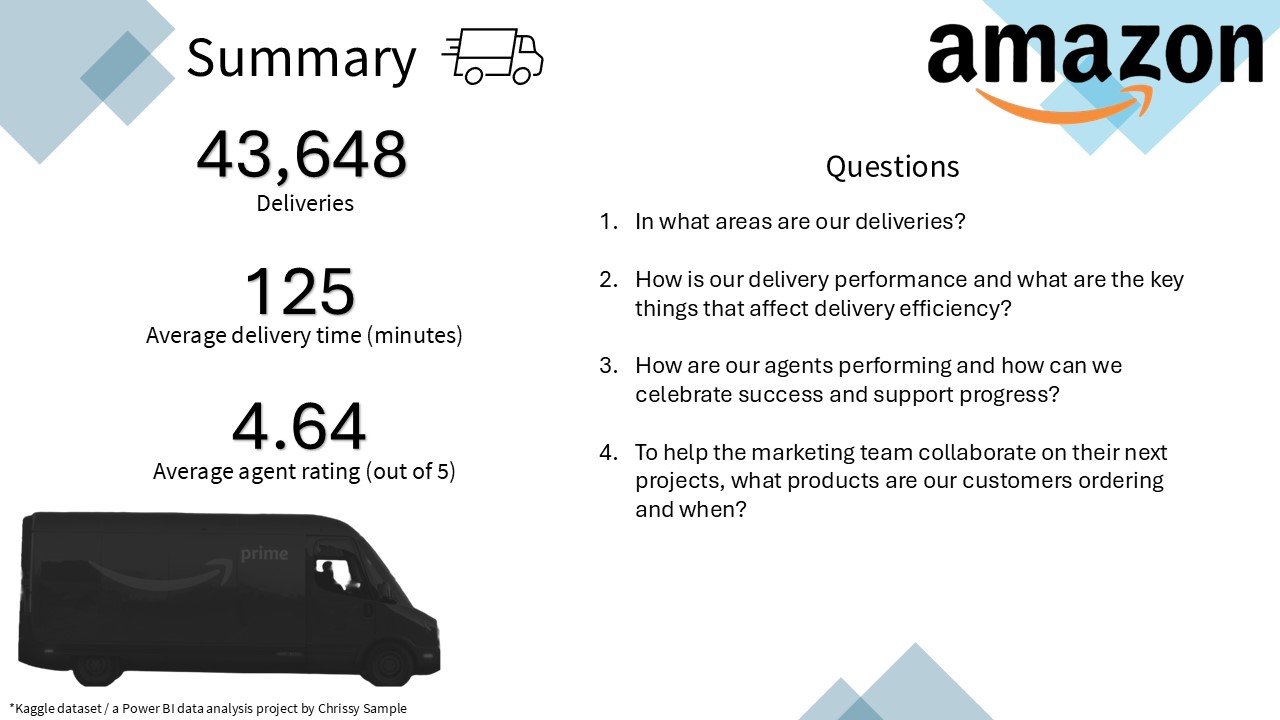 Summary
amazon
43,648
Deliveries
125
Average delivery time (minutes)
4.64
Average agent rating (out of 5)
prime
Questions
1. In what areas are our deliveries?
2. How is our delivery performance and what are the key
things that affect delivery efficiency?
3. How are our agents performing and how can we
celebrate success and support progress?
4. To help the marketing team collaborate on their next
projects, what products are our customers ordering
and when?
*Kaggle dataset / a Power BI data analysis project by Chrissy Sample